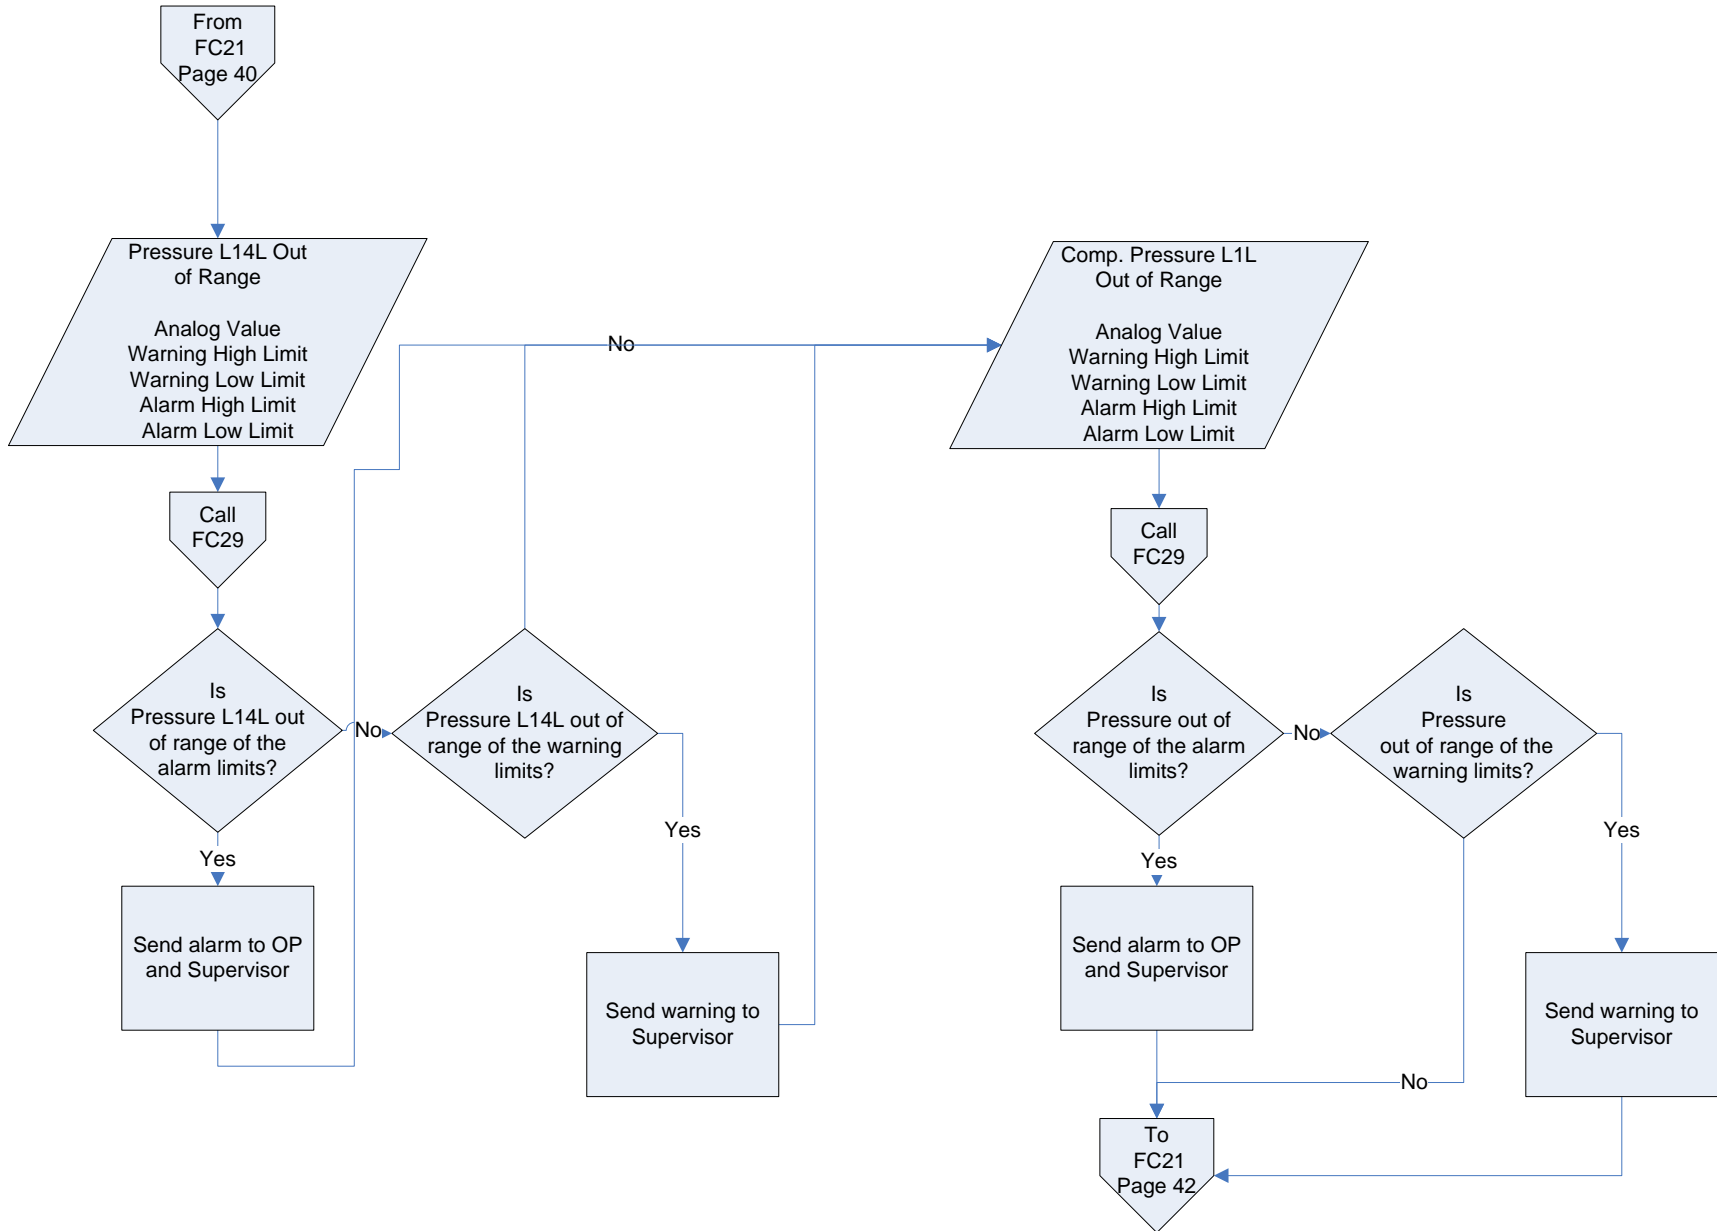 From
FC21
Page 40
Pressure L14L Out
of Range
Analog Value
Warning High Limit
Warning Low Limit
Alarm High Limit
Alarm Low Limit
Call
FC29
Is
Pressure L14L out
of range of the
alarm limits?
No
Is
Pressure L14L out of
range of the warning
limits?
No
Yes
Send alarm to OP
and Supervisor
Yes
Send warning to
Supervisor
Comp. Pressure L1L
Out of Range
Analog Value
Warning High Limit
Warning Low Limit
Alarm High Limit
Alarm Low Limit
Call
FC29
Is
Pressure out of
range of the alarm
limits?
No
Is
Pressure
out of range of the
warning limits?
Yes
Send alarm to OP
and Supervisor
Yes
Send warning to
Supervisor
No
To
FC21
Page 42